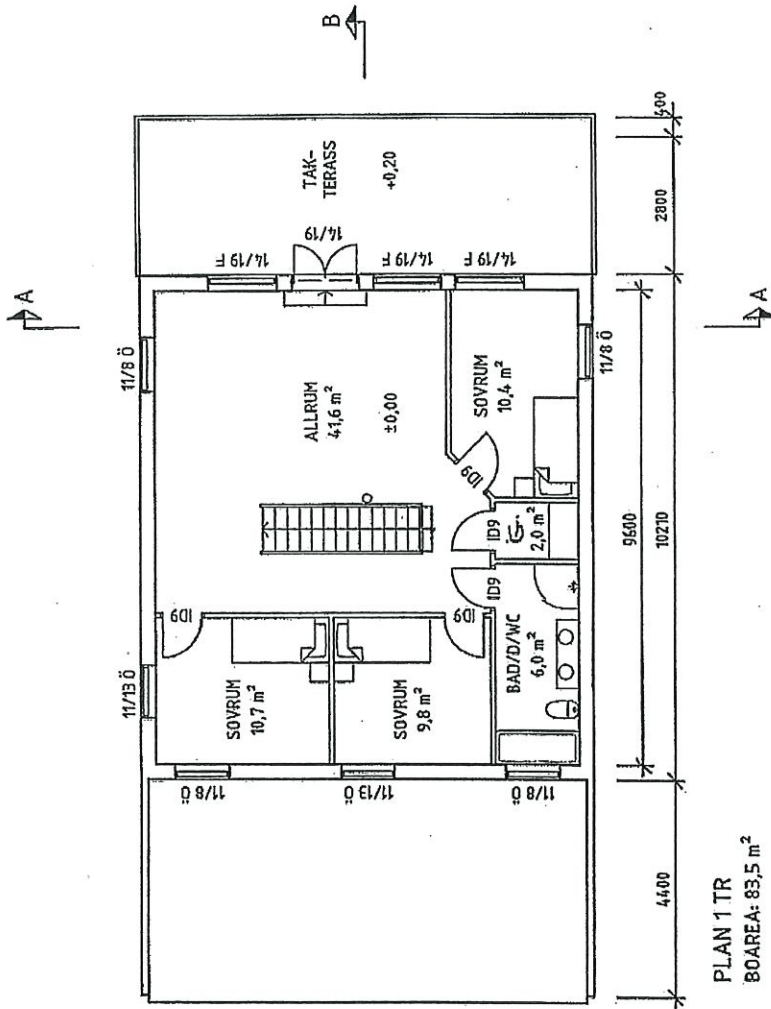 B
A
TAK-
TERASS
+0,20
14/19 F
14/19
14/19 F
14/19 F
11/8 Ö
ALLRUM
41,6 m²
±0,00
SOVRUM
10,4 m²
11/8 Ö
A
ID9
ID9
G.
2,0 m²
ID9
ID9
ID9
BAD/D/WC
6,0 m²
11/13 Ö
SOVRUM
10,7 m²
SOVRUM
9,8 m²
11/8 Ö
11/13 Ö
11/8 Ö
400
2800
9600
10210
4400
PLAN 1 TR
BOAREA: 83,5 m²